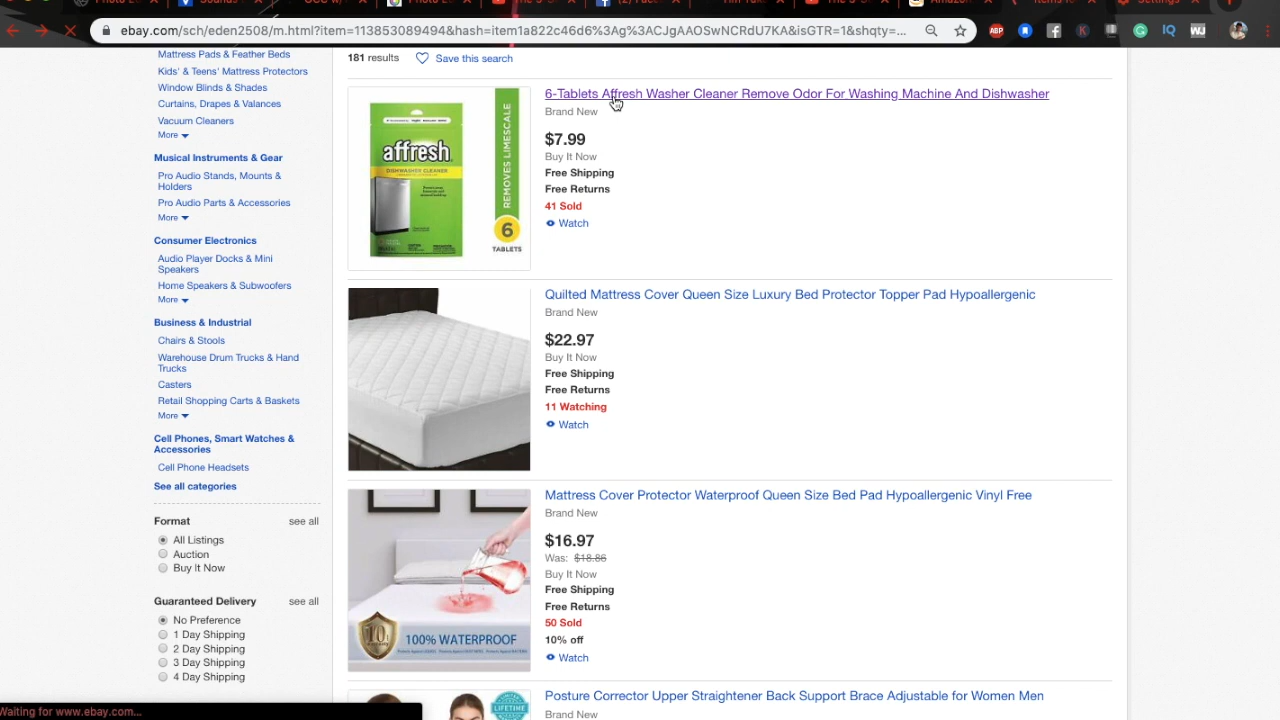 ebay.com/sch/eden2508/m.html?item=113853089494&hash=item1a822c46d6%3Ag%3ACJgAAOSwNCRdU7KA&isGTR=1&shqty=...
ABP
IQ
WJ
Mattress Pads & Feather Beds
Kids' & Teens' Mattress Protectors
Window Blinds & Shades
Curtains, Drapes & Valances
Vacuum Cleaners
More
Musical Instruments & Gear
Pro Audio Stands, Mounts &
Holders
Pro Audio Parts & Accessories
More
Consumer Electronics
Audio Player Docks & Mini
Speakers
Home Speakers & Subwoofers
More
Business & Industrial
Chairs & Stools
Warehouse Drum Trucks & Hand
Trucks
Casters
Retail Shopping Carts & Baskets
More
Cell Phones, Smart Watches &
Accessories
Cell Phone Headsets
See all categories
Format see all
All Listings
Auction
Buy It Now
Guaranteed Delivery see all
No Preference
1 Day Shipping
2 Day Shipping
3 Day Shipping
4 Day Shipping
Waiting for www.ebay.com...
181 results Save this search
6-Tablets Affresh Washer Cleaner Remove Odor For Washing Machine And Dishwasher
Brand New
$7.99
Buy It Now
Free Shipping
Free Returns
41 Sold
Watch
affresh
DISHWASHER CLEANER
REMOVES LIMESCALE
6
TABLETS
Quilted Mattress Cover Queen Size Luxury Bed Protector Topper Pad Hypoallergenic
Brand New
$22.97
Buy It Now
Free Shipping
Free Returns
11 Watching
Watch
Mattress Cover Protector Waterproof Queen Size Bed Pad Hypoallergenic Vinyl Free
Brand New
$16.97
Was: $18.86
Buy It Now
Free Shipping
Free Returns
50 Sold
10% off
Watch
10
100% WATERPROOF
Posture Corrector Upper Straightener Back Support Brace Adjustable for Women Men
Brand New
LIFETIME